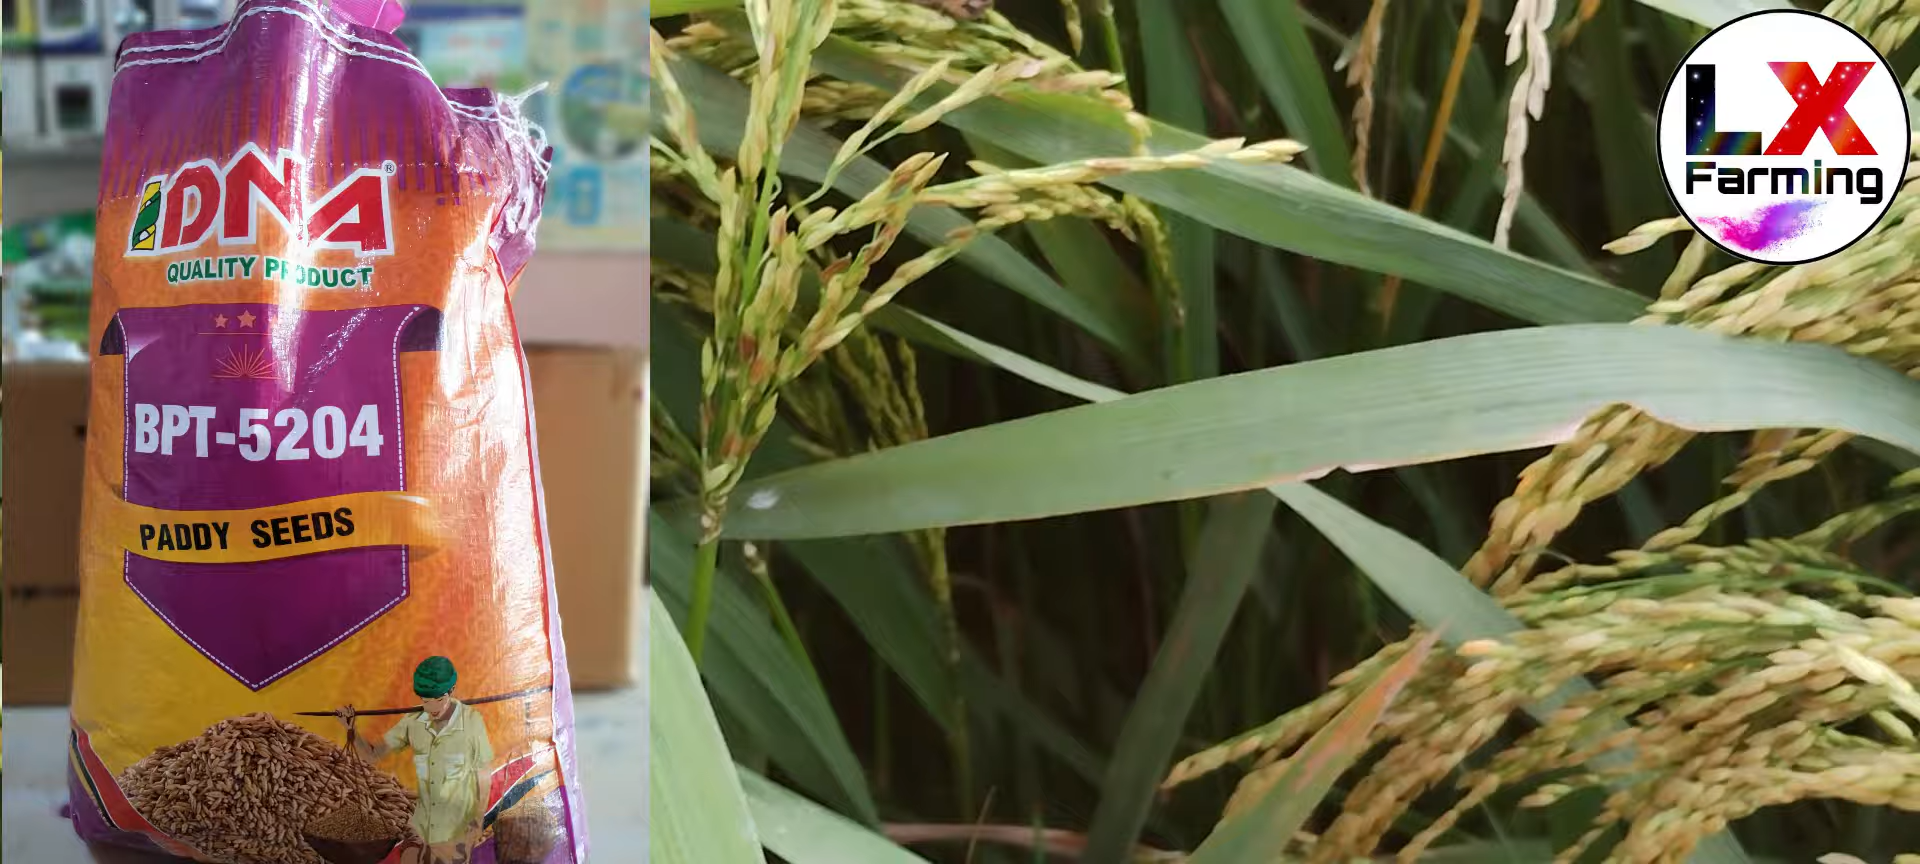 DNA®
QUALITY PRODUCT
BPT-5204
PADDY SEEDS
LX
Farming